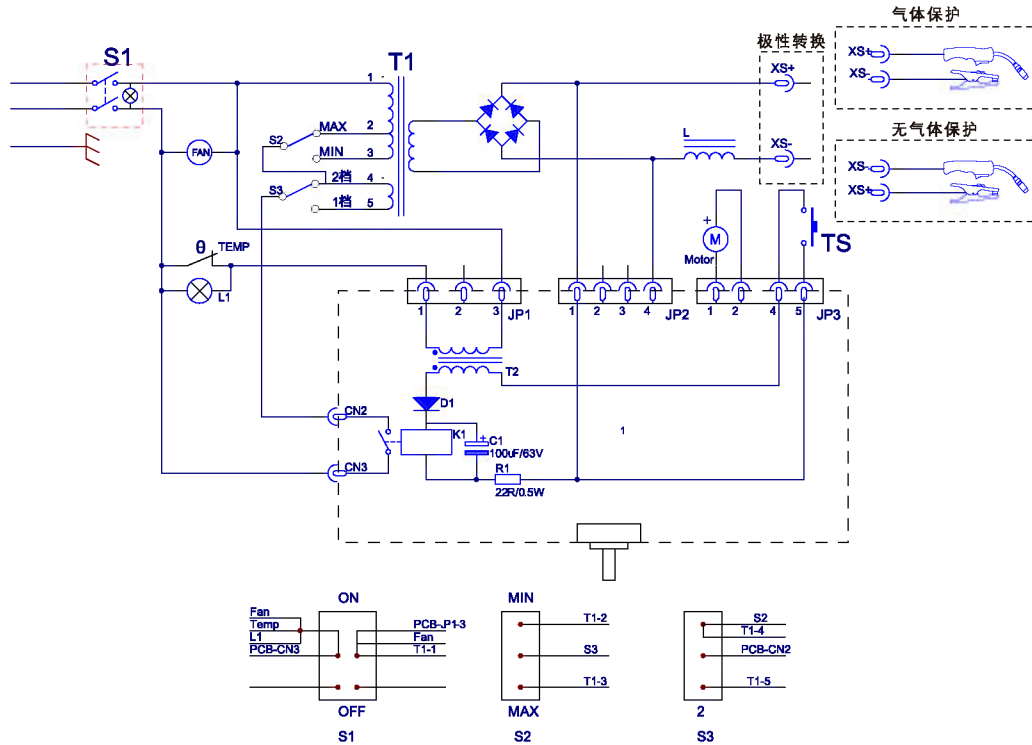 气体保护
S1
T1
极性转换
XS+
XS-
XS+
1
MAX
2
S2
MIN
3
2档
4
S3
1档
5
FAN
L
XS-
无气体保护
XS-
XS+
θ
TEMP
L1
+
M
Motor
TS
1
2
3
JP1
1
2
3
4
JP2
1
2
4
5
JP3
T2
D1
CN2
K1
+
C1
100uF/63V
1
CN3
R1
22R/0.5W
ON
Fan
Temp
L1
PCB-CN3
PCB-JP1-3
Fan
T1-1
OFF
S1
MIN
T1-2
S3
T1-3
MAX
S2
S2
T1-4
PCB-CN2
T1-5
2
S3